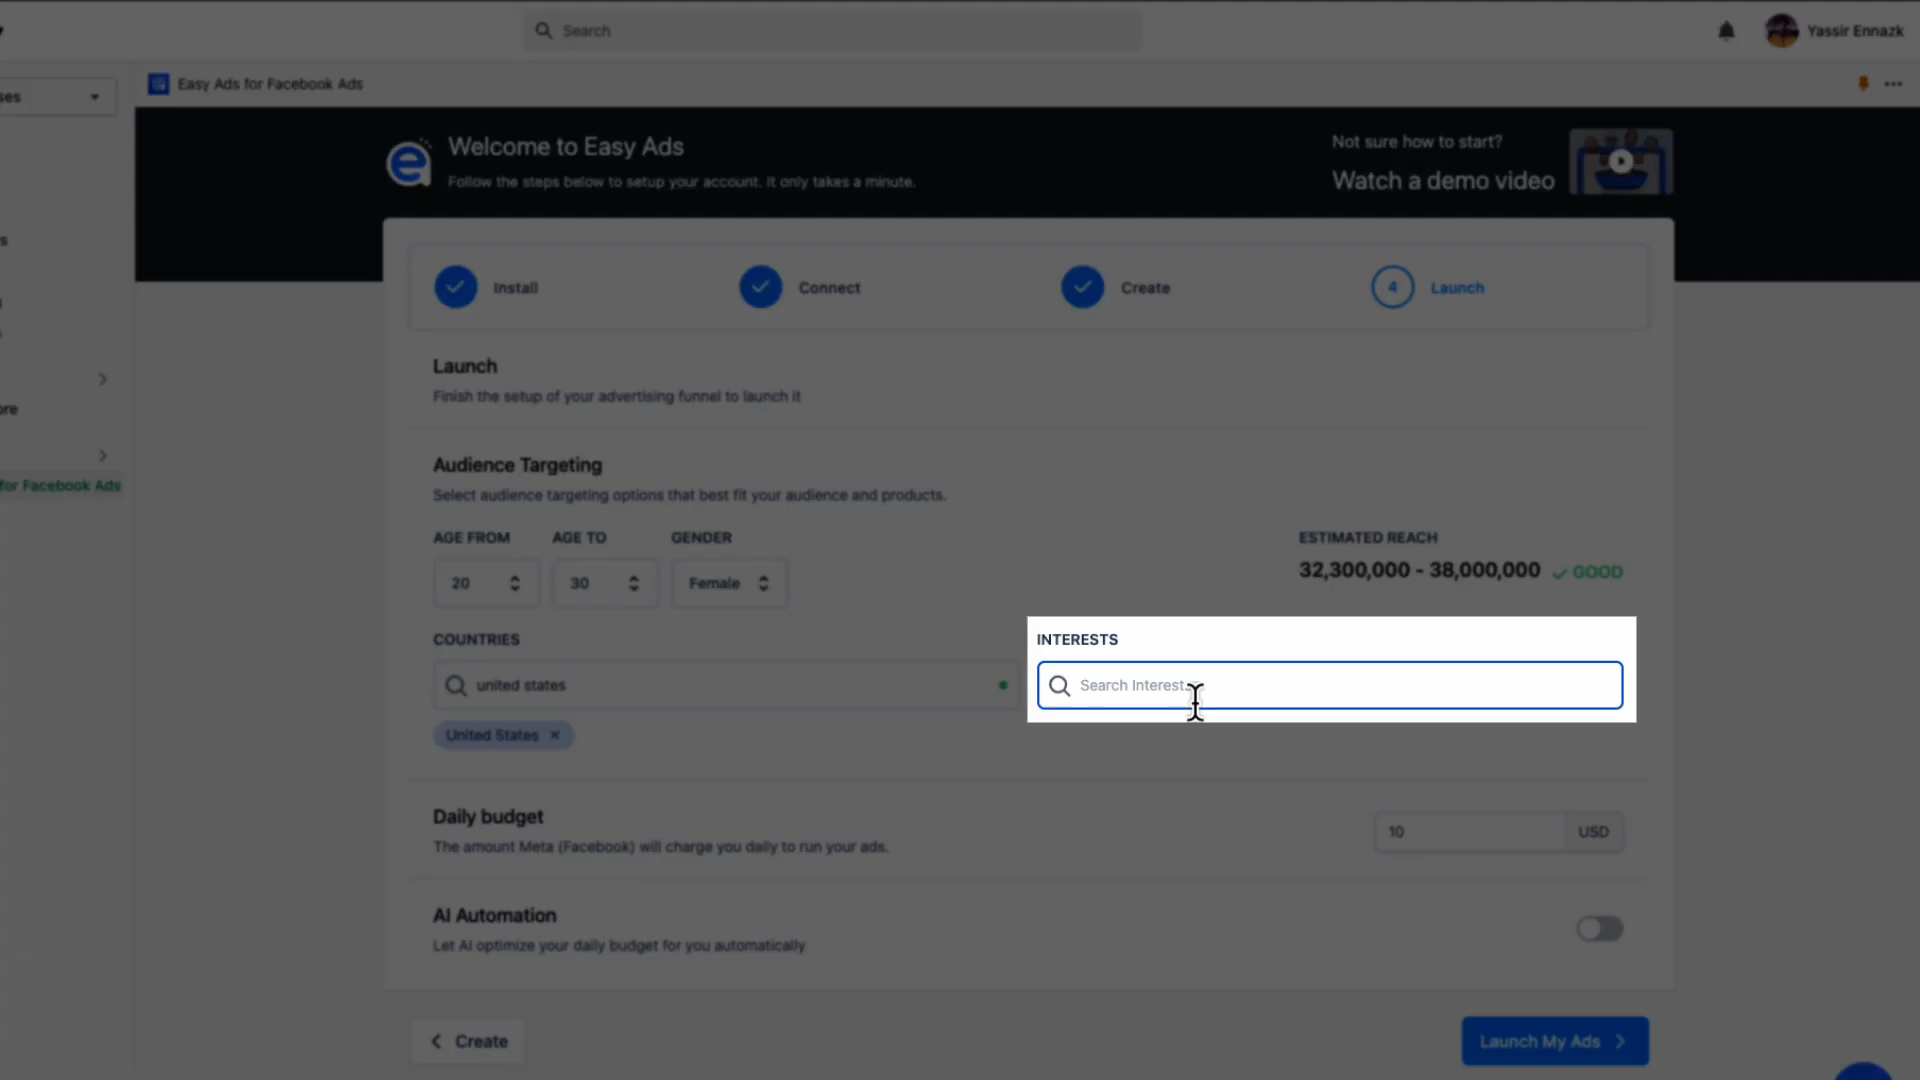 Search
Yassir Ennazk
ses
Easy Ads for Facebook Ads
Welcome to Easy Ads
Follow the steps below to setup your account. It only takes a minute.
Not sure how to start?
Watch a demo video
Install
Connect
Create
4
Launch
Launch
Finish the setup of your advertising funnel to launch it
ore
for Facebook Ads
Audience Targeting
Select audience targeting options that best fit your audience and products.
AGE FROM
AGE TO
GENDER
ESTIMATED REACH
20
30
Female
32,300,000 - 38,000,000
GOOD
COUNTRIES
INTERESTS
united states
Search Interest
United States
Daily budget
The amount Meta (Facebook) will charge you daily to run your ads.
10
USD
AI Automation
Let AI optimize your daily budget for you automatically
Create
Launch My Ads